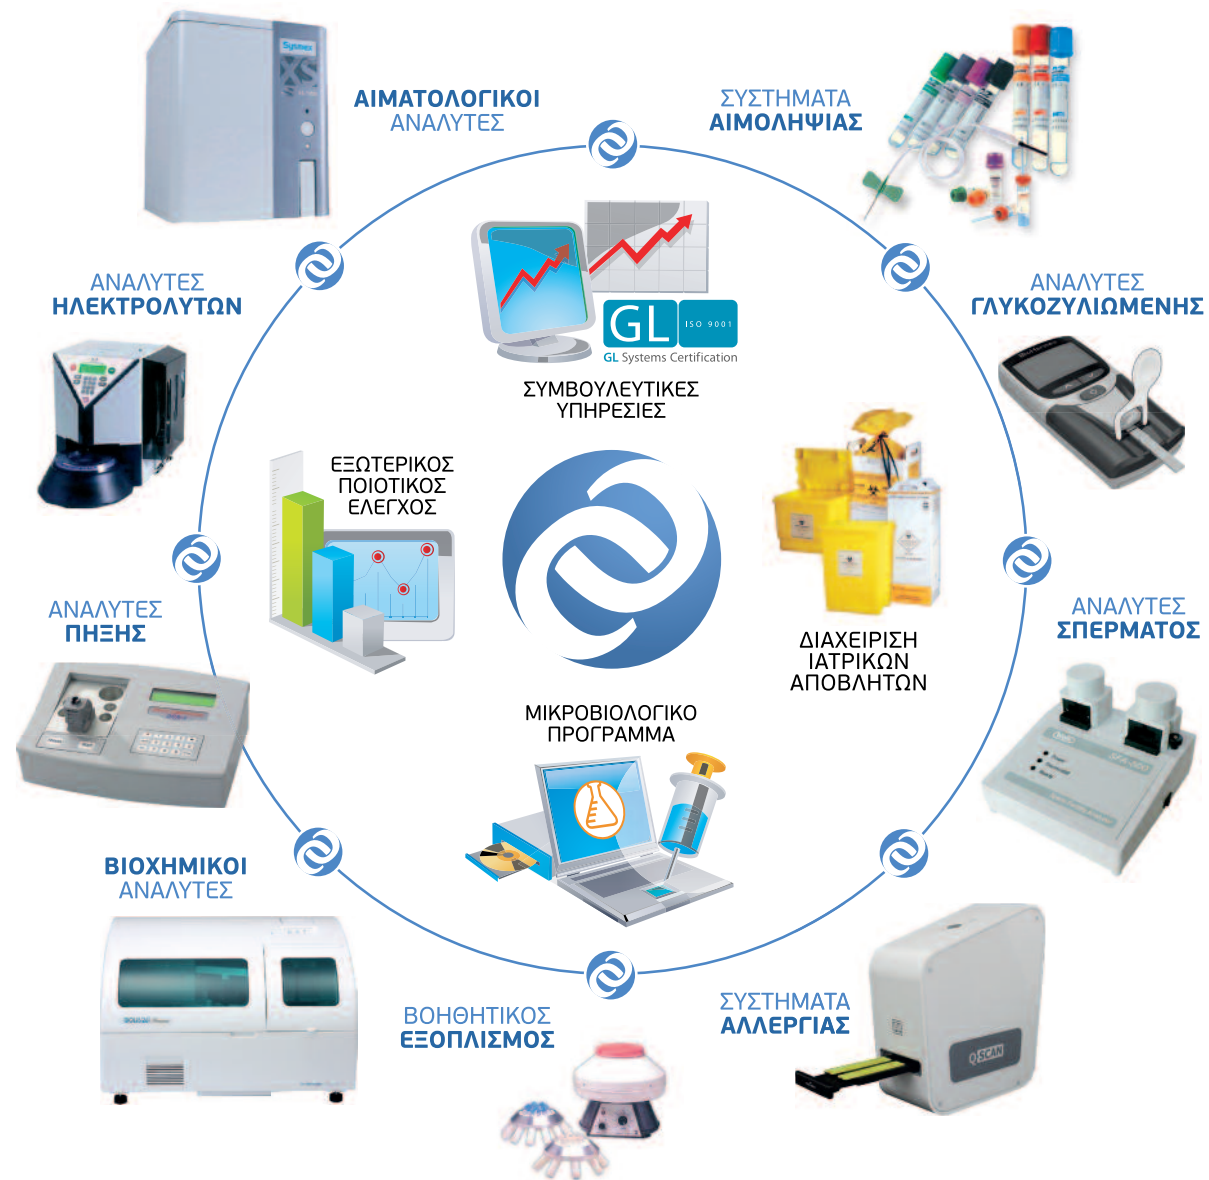 Sysmex
XS
ΑΙΜΑΤΟΛΟΓΙΚΟΙ
ΑΝΑΛΥΤΕΣ
ΣΥΣΤΗΜΑΤΑ
ΑΙΜΟΛΗΨΙΑΣ
ΑΝΑΛΥΤΕΣ
ΗΛΕΚΤΡΟΛΥΤΩΝ
ΑΝΑΛΥΤΕΣ
ΓΛΥΚΟΖΥΛΙΩΜΕΝΗΣ
GL
ISO 9001
GL Systems Certification
ΣΥΜΒΟΥΛΕΥΤΙΚΕΣ
ΥΠΗΡΕΣΙΕΣ
ΕΞΩΤΕΡΙΚΟΣ
ΠΟΙΟΤΙΚΟΣ
ΕΛΕΓΧΟΣ
ΑΝΑΛΥΤΕΣ
ΠΗΞΗΣ
ΔΙΑΧΕΙΡΙΣΗ
ΙΑΤΡΙΚΩΝ
ΑΠΟΒΛΗΤΩΝ
ΑΝΑΛΥΤΕΣ
ΣΠΕΡΜΑΤΟΣ
ΜΙΚΡΟΒΙΟΛΟΓΙΚΟ
ΠΡΟΓΡΑΜΜΑ
ΒΙΟΧΗΜΙΚΟΙ
ΑΝΑΛΥΤΕΣ
ΒΟΗΘΗΤΙΚΟΣ
ΕΞΟΠΛΙΣΜΟΣ
ΣΥΣΤΗΜΑΤΑ
ΑΛΛΕΡΓΙΑΣ
Q SCAN